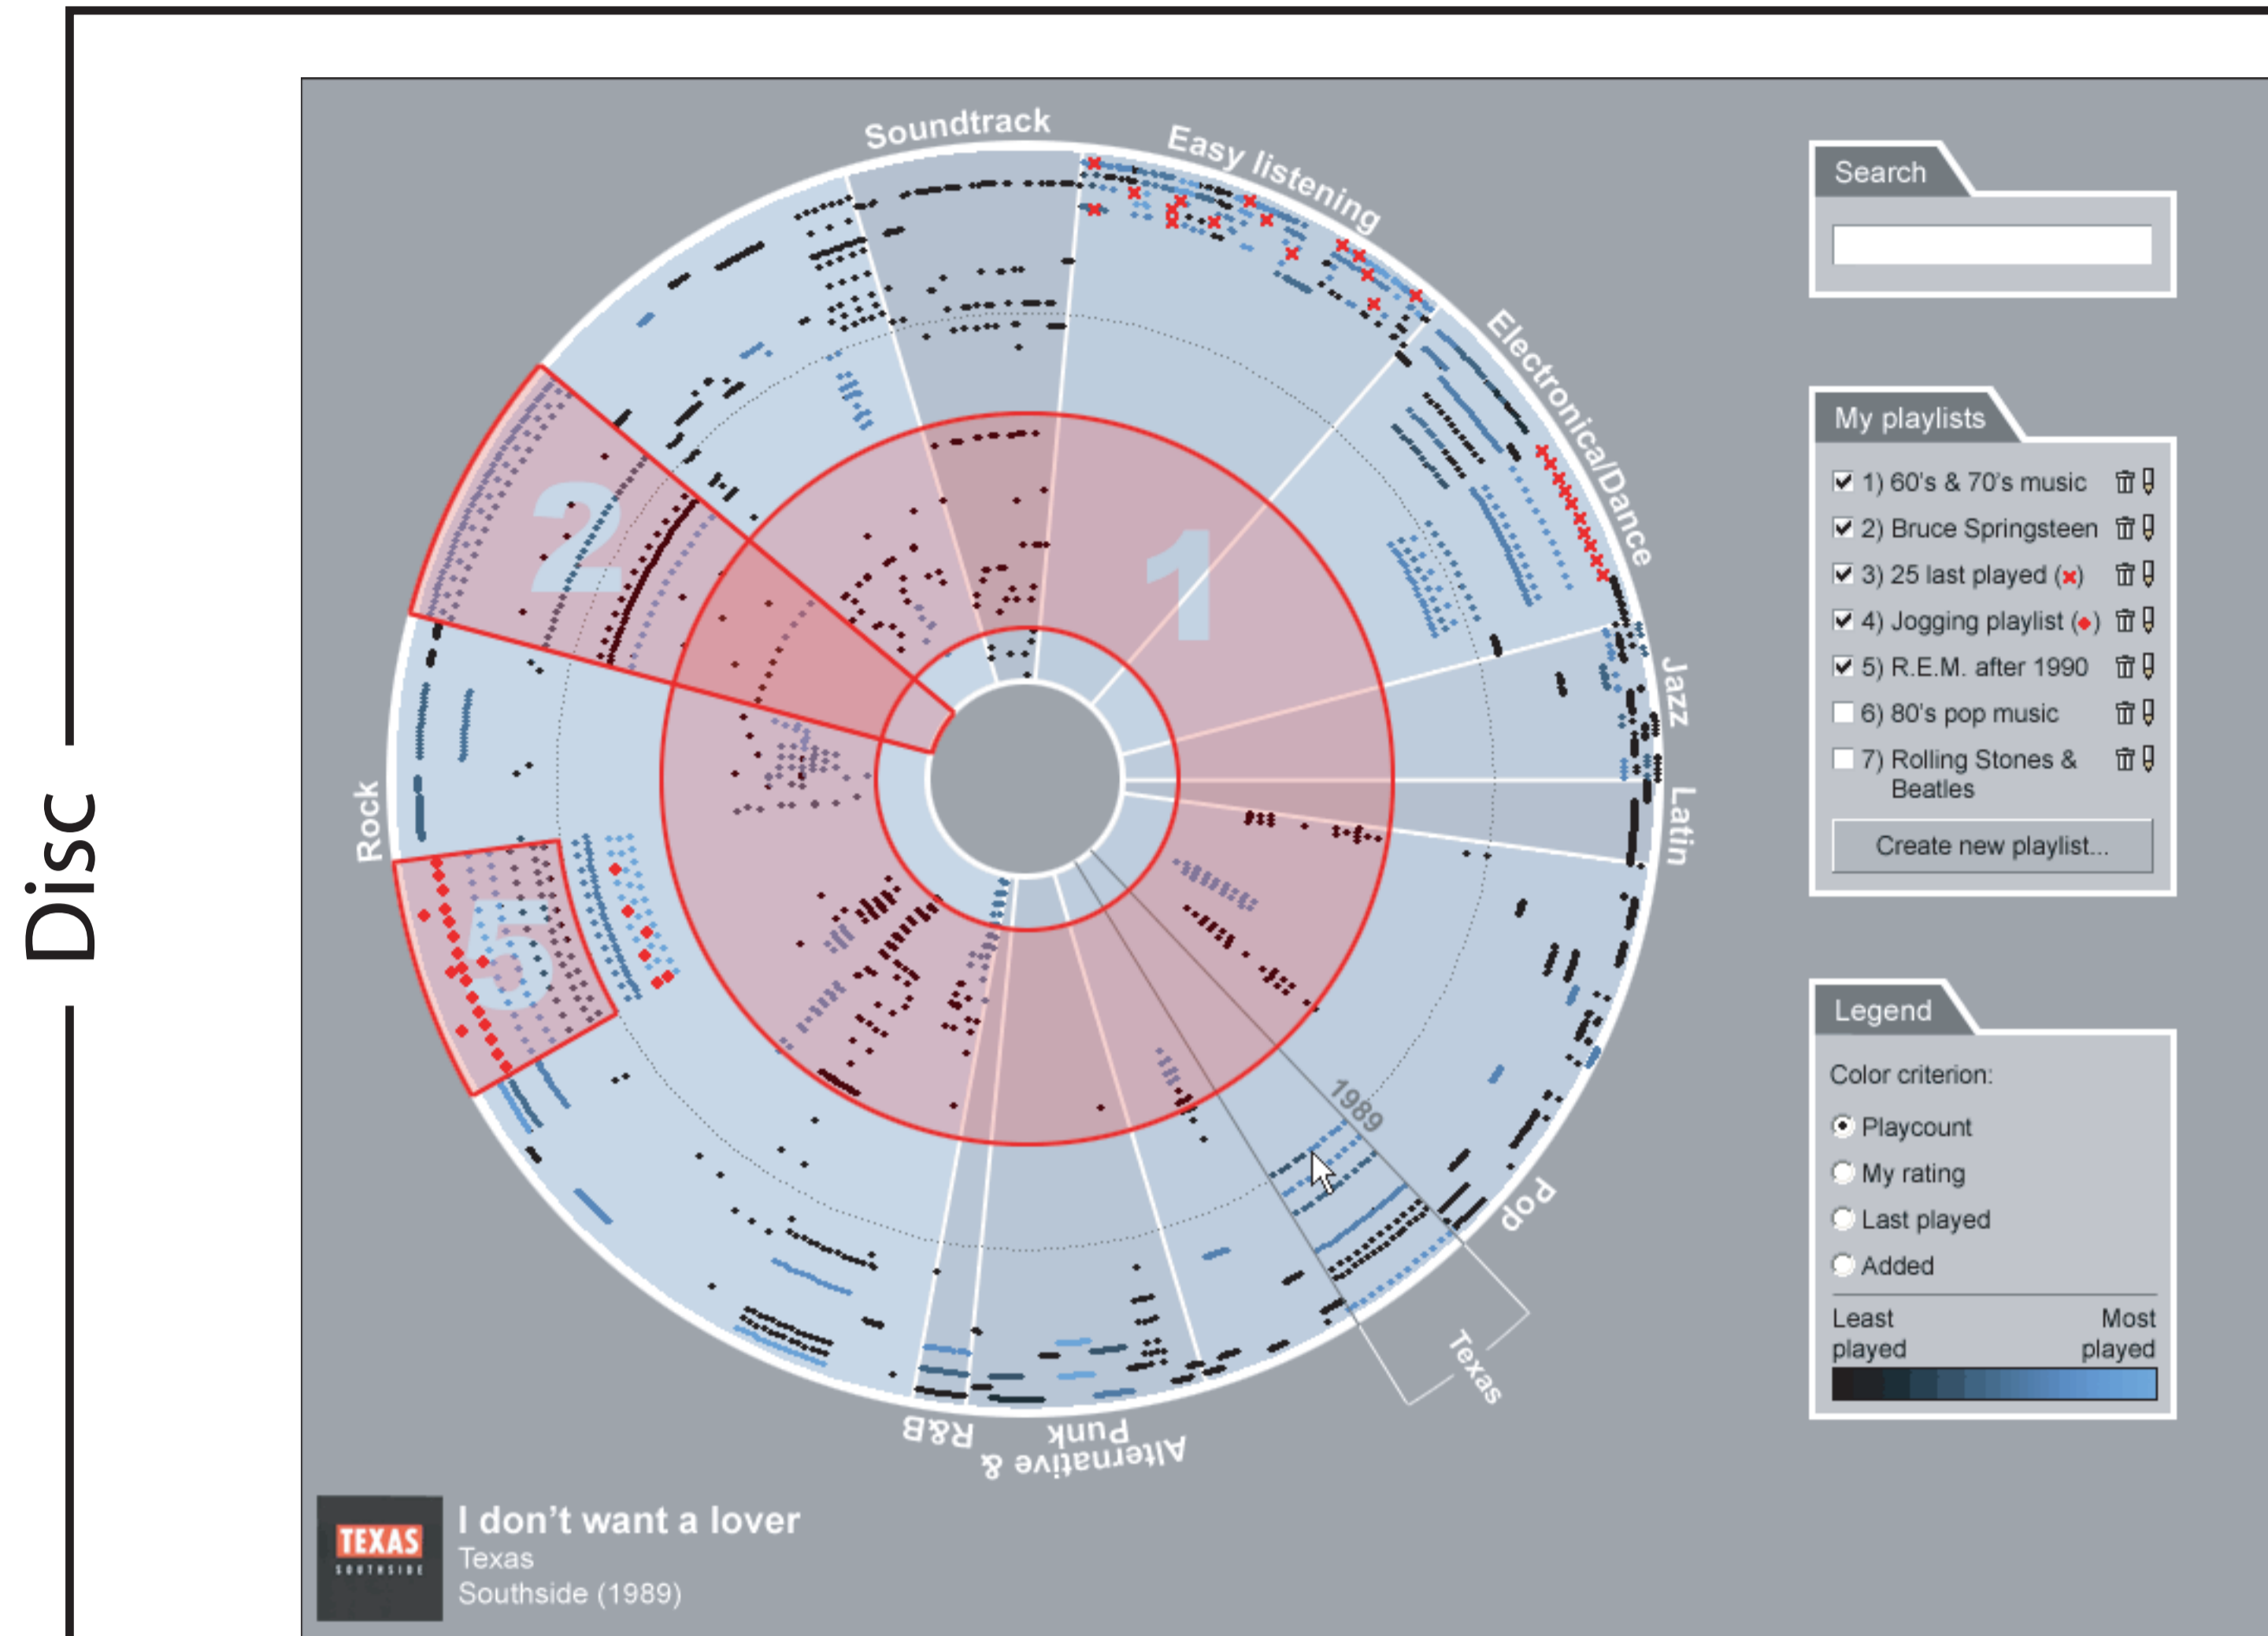 Disc
Soundtrack
Easy listening
Electronica/Dance
Jazz
Latin
Pop
Texas
1989
Alternative &
Punk
R&B
Rock
1
2
5
Search
My playlists
1) 60's & 70's music
2) Bruce Springsteen
3) 25 last played (×)
4) Jogging playlist (◆)
5) R.E.M. after 1990
6) 80's pop music
7) Rolling Stones &
Beatles
Create new playlist...
Legend
Color criterion:
Playcount
My rating
Last played
Added
Least Most
played played
TEXAS
SOUTHSIDE
I don't want a lover
Texas
Southside (1989)